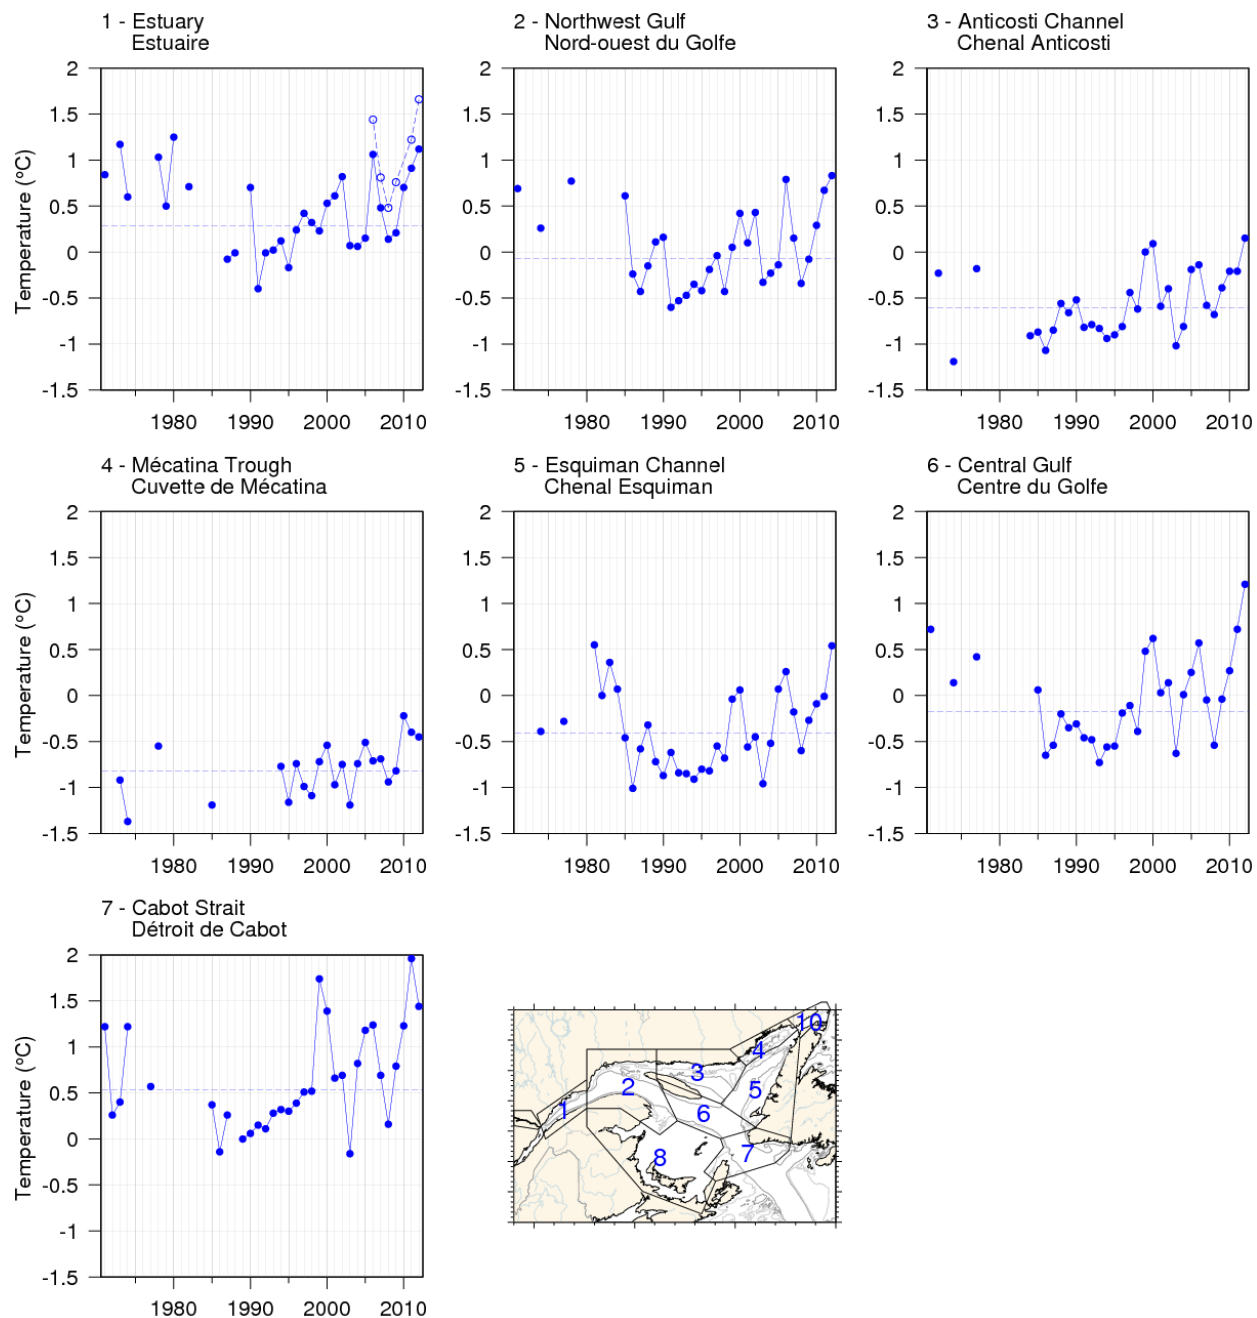 1 - Estuary
Estuaire
2 - Northwest Gulf
Nord-ouest du Golfe
3 - Anticosti Channel
Chenal Anticosti
Temperature (°C)
2
1.5
1
0.5
0
-0.5
-1
-1.5
1980 1990 2000 2010
2
1.5
1
0.5
0
-0.5
-1
-1.5
1980 1990 2000 2010
2
1.5
1
0.5
0
-0.5
-1
-1.5
1980 1990 2000 2010
4 - Mécatina Trough
Cuvette de Mécatina
5 - Esquiman Channel
Chenal Esquiman
6 - Central Gulf
Centre du Golfe
Temperature (°C)
2
1.5
1
0.5
0
-0.5
-1
-1.5
1980 1990 2000 2010
2
1.5
1
0.5
0
-0.5
-1
-1.5
1980 1990 2000 2010
2
1.5
1
0.5
0
-0.5
-1
-1.5
1980 1990 2000 2010
7 - Cabot Strait
Détroit de Cabot
Temperature (°C)
2
1.5
1
0.5
0
-0.5
-1
-1.5
1980 1990 2000 2010
10
4
3
2
5
1
6
8
7